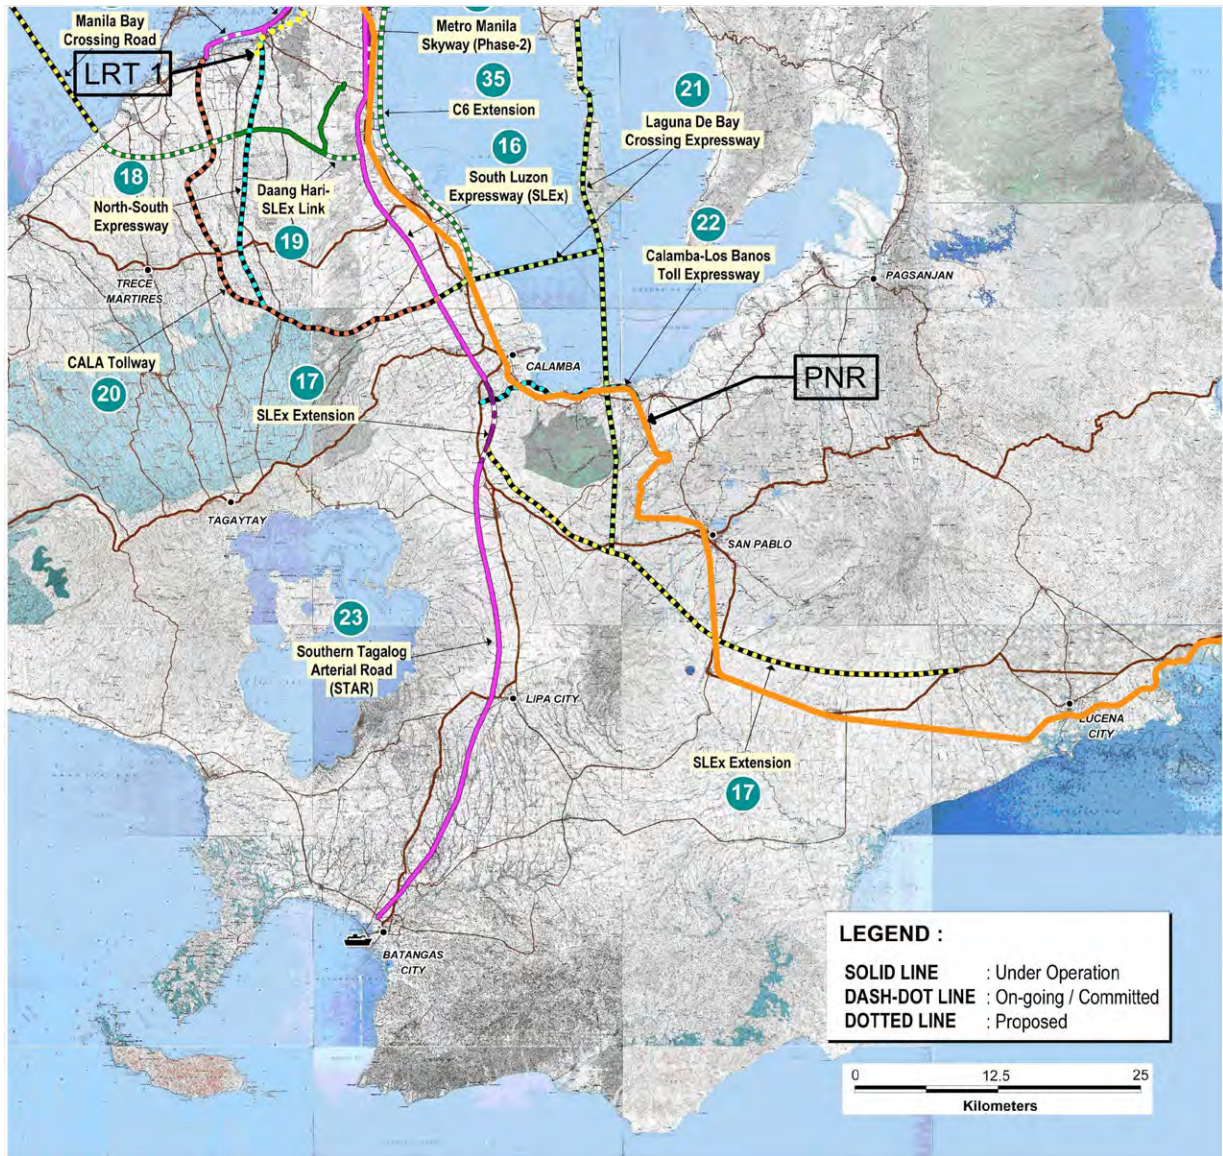 Manila Bay
Crossing Road
LRT 1
Metro Manila
Skyway (Phase-2)
35
C6 Extension
21
Laguna De Bay
Crossing Expressway
16
South Luzon
Expressway (SLEx)
18
North-South
Expressway
Daang Hari-
SLEx Link
19
22
Calamba-Los Banos
Toll Expressway
TRECE
MARTIRES
PAGSANJAN
CALA Tollway
20
17
SLEx Extension
CALAMBA
PNR
TAGAYTAY
SAN PABLO
23
Southern Tagalog
Arterial Road
(STAR)
LIPA CITY
LUCENA
CITY
SLEx Extension
17
BATANGAS
CITY
LEGEND :
SOLID LINE : Under Operation
DASH-DOT LINE : On-going / Committed
DOTTED LINE : Proposed
0 12.5 25
Kilometers